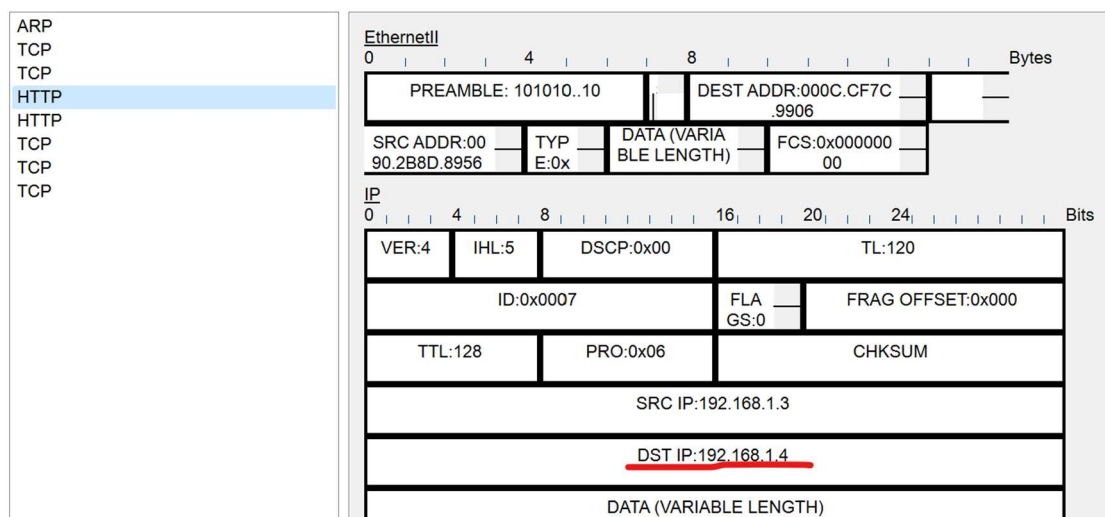 ARP
TCP
TCP
HTTP
HTTP
TCP
TCP
TCP
EthernetII
0 4 8 Bytes
PREAMBLE: 101010..10
DEST ADDR:000C.CF7C
.9906
SRC ADDR:00
90.2B8D.8956
TYP
E:0x
DATA (VARIA
BLE LENGTH)
FCS:0x000000
00
IP
0 4 8 16 20 24 Bits
VER:4 IHL:5 DSCP:0x00 TL:120
ID:0x0007
FLA
GS:0
FRAG OFFSET:0x000
TTL:128 PRO:0x06 CHKSUM
SRC IP:192.168.1.3
DST IP:192.168.1.4
DATA (VARIABLE LENGTH)